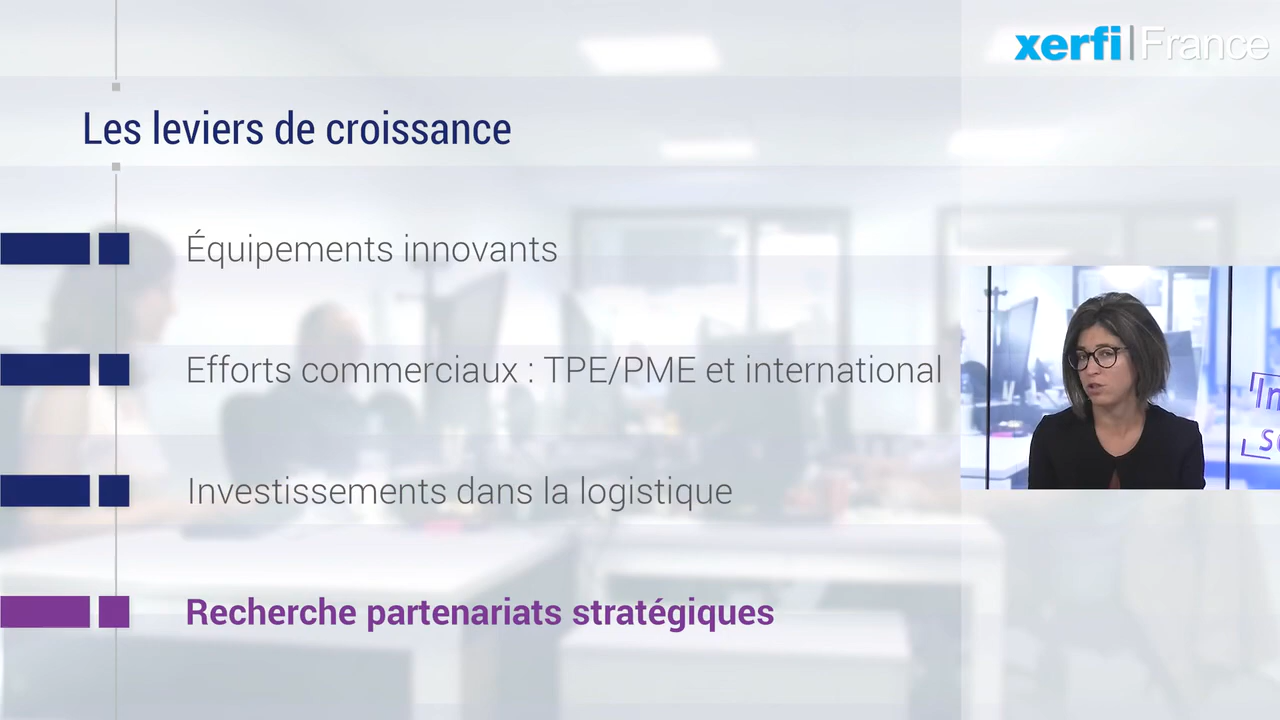 xerfi|France
Les leviers de croissance
Équipements innovants
Efforts commerciaux : TPE/PME et international
Investissements dans la logistique
Recherche partenariats stratégiques